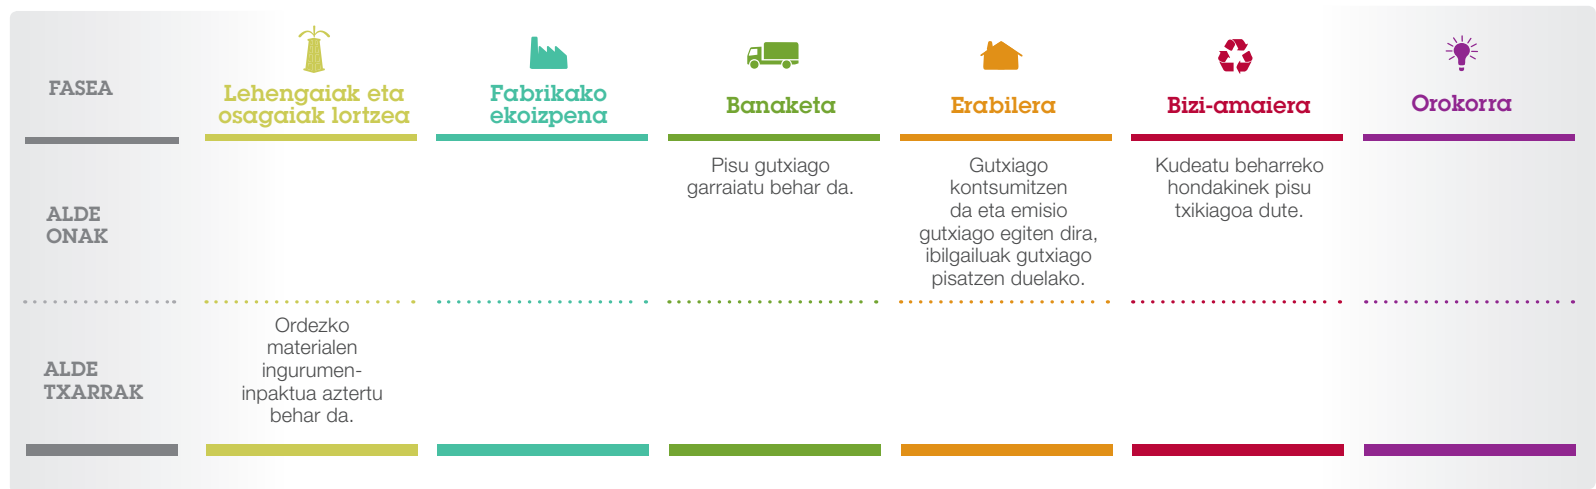 FASEA
Lehengaiak eta
osagaiak lortzea
Fabrikako
ekoizpena
Banaketa
Erabilera
Bizi-amaiera
Orokorra
ALDE
ONAK
Pisu gutxiago
garraiatu behar da.
Gutxiago
kontsumitzen
da eta emisio
gutxiago egiten dira,
ibilgailuak gutxiago
pisatzen duelako.
Kudeatu beharreko
hondakinek pisu
txikiagoa dute.
ALDE
TXARRAK
Ordezko
materialen
ingurumen-
inpaktua aztertu
behar da.